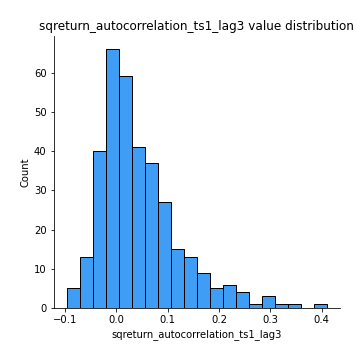 sqreturn_autocorrelation_ts1_lag3 value distribution
60
50
40
30
20
10
0
Count
−0.1 0.0 0.1 0.2 0.3 0.4
sqreturn_autocorrelation_ts1_lag3